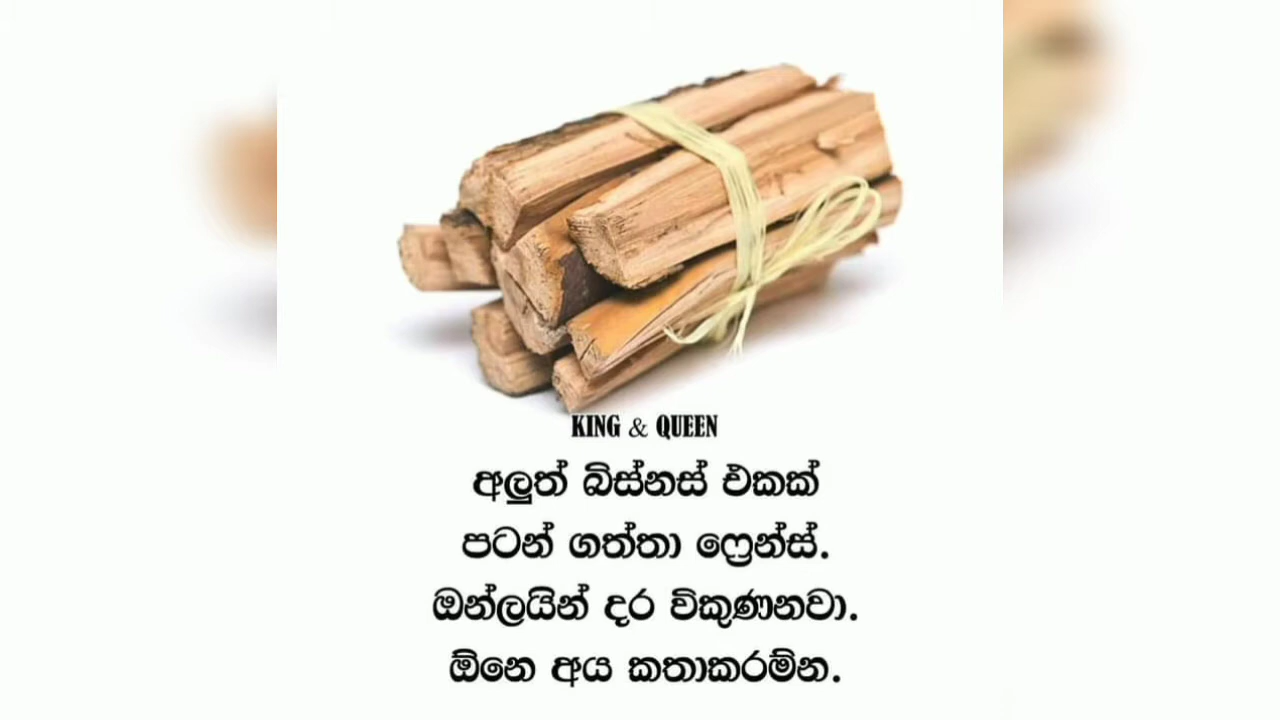 KING & QUEEN
අලුත් බිස්නස් එකක්
පටන් ගත්තා ෆ්‍රෙන්ස්.
ඔන්ලයින් දර විකුණනවා.
ඕනෙ අය කතාකරම්න.